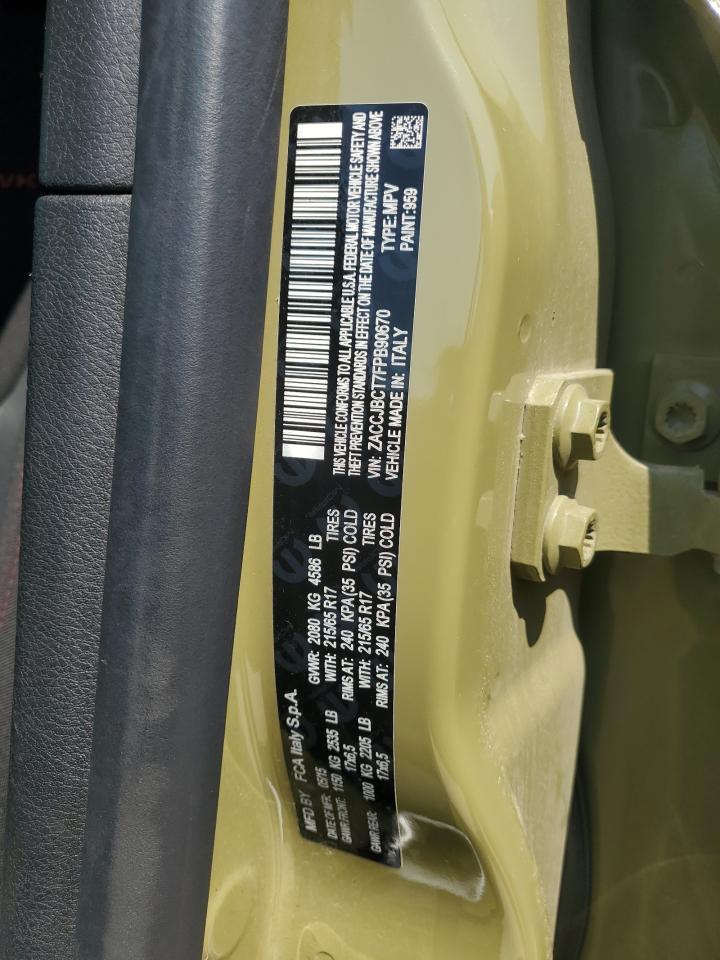 MFD BY FCA Italy S.p.A.
DATE OF MFR: 05/15 GVWR: 2080 KG 4586 LB
GAWR FRONT: 1150 KG 2535 LB WITH: 215/65 R17 TIRES
17x6,5 RIMS AT: 240 KPA(35 PSI) COLD
GAWR REAR: 1000 KG 2205 LB WITH: 215/65 R17 TIRES
17x6,5 RIMS AT: 240 KPA(35 PSI) COLD
THIS VEHICLE CONFORMS TO ALL APPLICABLE U.S.A. FEDERAL MOTOR VEHICLE SAFETY AND
THEFT PREVENTION STANDARDS IN EFFECT ON THE DATE OF MANUFACTURE SHOWN ABOVE
VIN: ZACCJBCT7FPB90670 TYPE: MPV
VEHICLE MADE IN: ITALY PAINT: 959